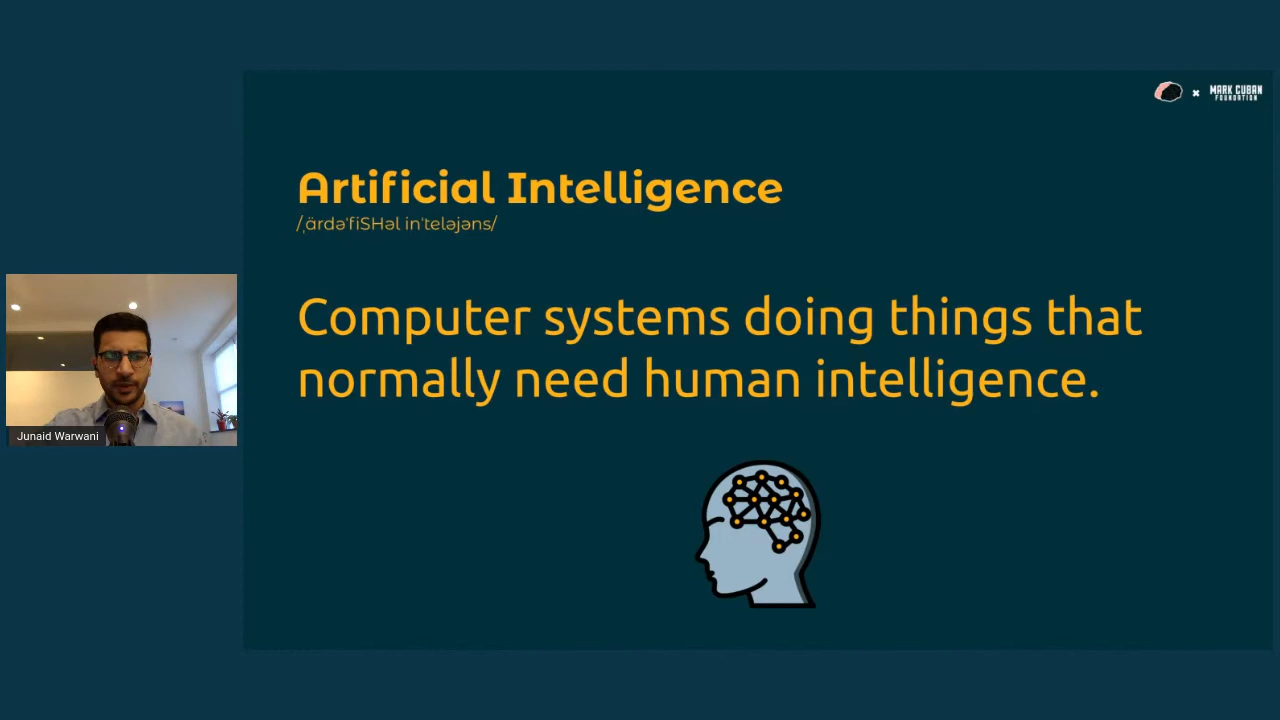 MARK CUBAN
FOUNDATION
Artificial Intelligence
/ˌärdəˈfiSHəl inˈteləjəns/
Computer systems doing things that
normally need human intelligence.
Junaid Warwani